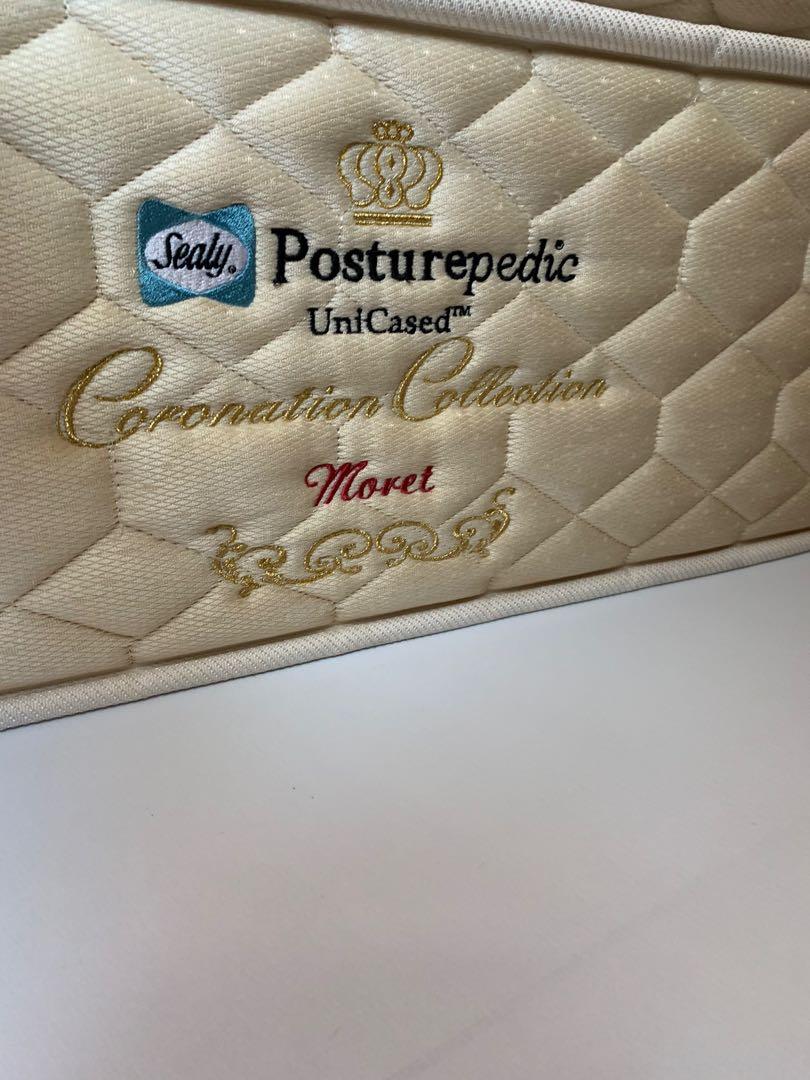 Sealy. Posturepedic
UniCased™
Coronation Collection
Moret